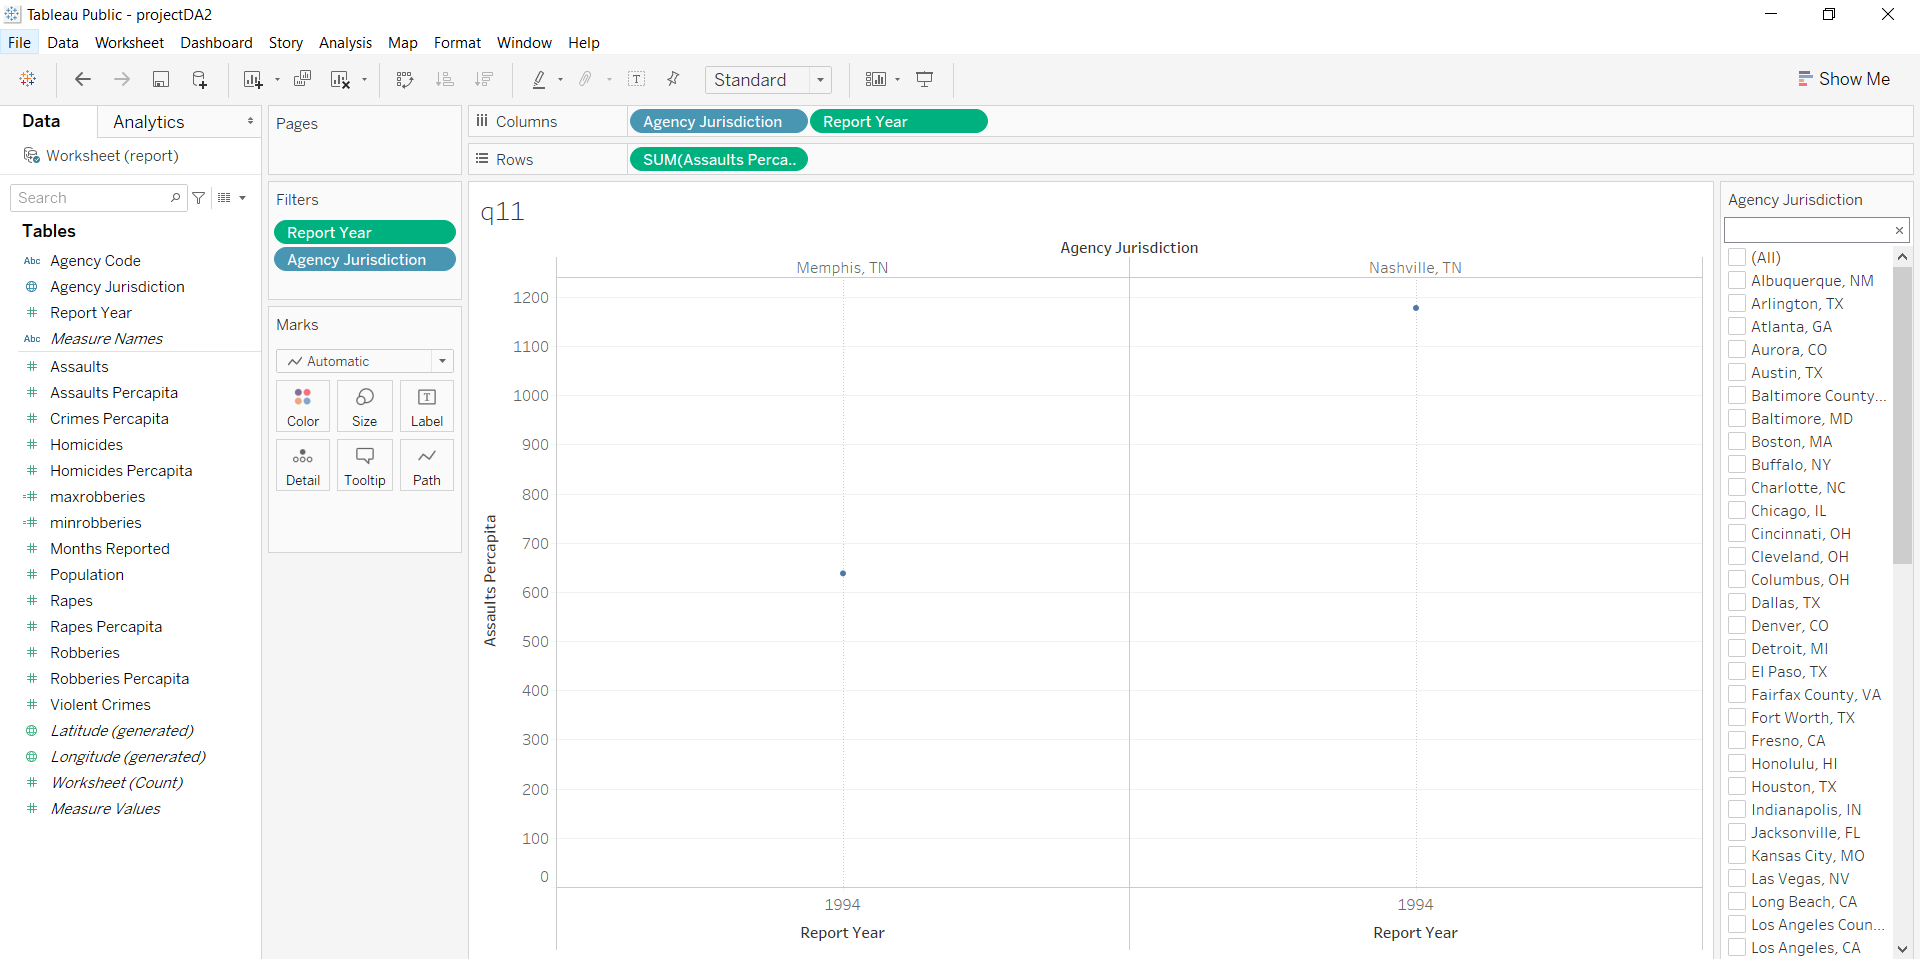 Tableau Public - projectDA2
File Data Worksheet Dashboard Story Analysis Map Format Window Help
Standard
Show Me
Data Analytics
Worksheet (report)
Search
Tables
Abc Agency Code
Agency Jurisdiction
# Report Year
Abc Measure Names
# Assaults
# Assaults Percapita
# Crimes Percapita
# Homicides
# Homicides Percapita
=# maxrobberies
=# minrobberies
# Months Reported
# Population
# Rapes
# Rapes Percapita
# Robberies
# Robberies Percapita
# Violent Crimes
Latitude (generated)
Longitude (generated)
# Worksheet (Count)
# Measure Values
Pages
Filters
Report Year
Agency Jurisdiction
Marks
Automatic
Color Size Label
Detail Tooltip Path
Columns Agency Jurisdiction Report Year
Rows SUM(Assaults Perca..
q11
Agency Jurisdiction
Memphis, TN Nashville, TN
1200
1100
1000
900
800
700
600
500
400
300
200
100
0
Assaults Percapita
1994 1994
Report Year Report Year
Agency Jurisdiction
(All)
Albuquerque, NM
Arlington, TX
Atlanta, GA
Aurora, CO
Austin, TX
Baltimore County...
Baltimore, MD
Boston, MA
Buffalo, NY
Charlotte, NC
Chicago, IL
Cincinnati, OH
Cleveland, OH
Columbus, OH
Dallas, TX
Denver, CO
Detroit, MI
El Paso, TX
Fairfax County, VA
Fort Worth, TX
Fresno, CA
Honolulu, HI
Houston, TX
Indianapolis, IN
Jacksonville, FL
Kansas City, MO
Las Vegas, NV
Long Beach, CA
Los Angeles Coun...
Los Angeles, CA